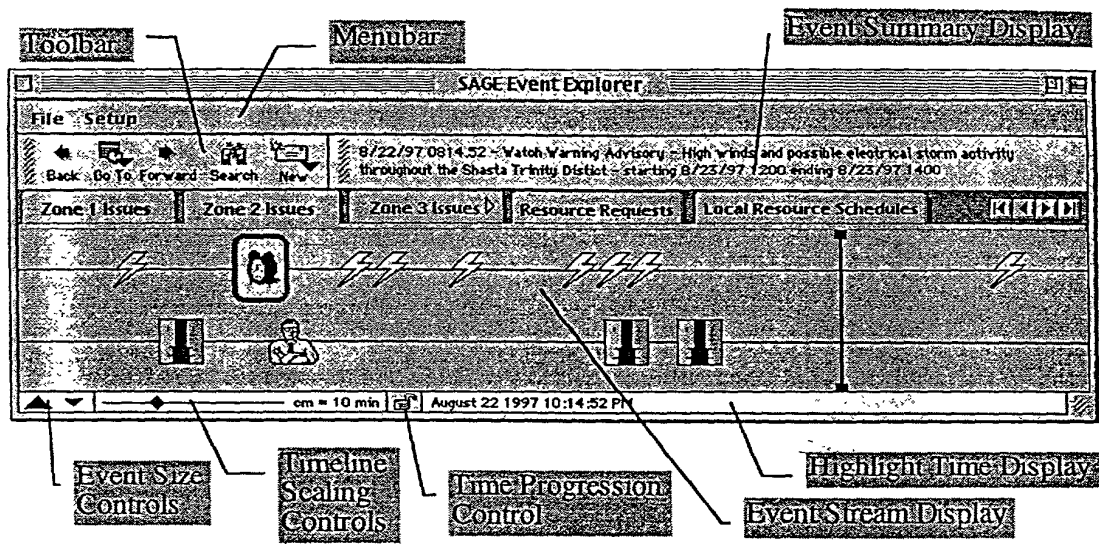 Toolbar
Menubar
Event Summary Display
SAGE Event Explorer
File Setup
8/22/97 0814.52 - Watch Warning Advisory - High winds and possible electrical storm activity
throughout the Shasta Trinity Distict - starting 8/23/97 1200 ending 8/23/97 1400
Back Go To Forward Search New
Zone 1 Issues Zone 2 Issues Zone 3 Issues Resource Requests Local Resource Schedules
cm = 10 min August 22 1997 10:14:52 PM
Event Size
Controls
Timeline
Scaling
Controls
Time Progression
Control
Highlight Time Display
Event Stream Display